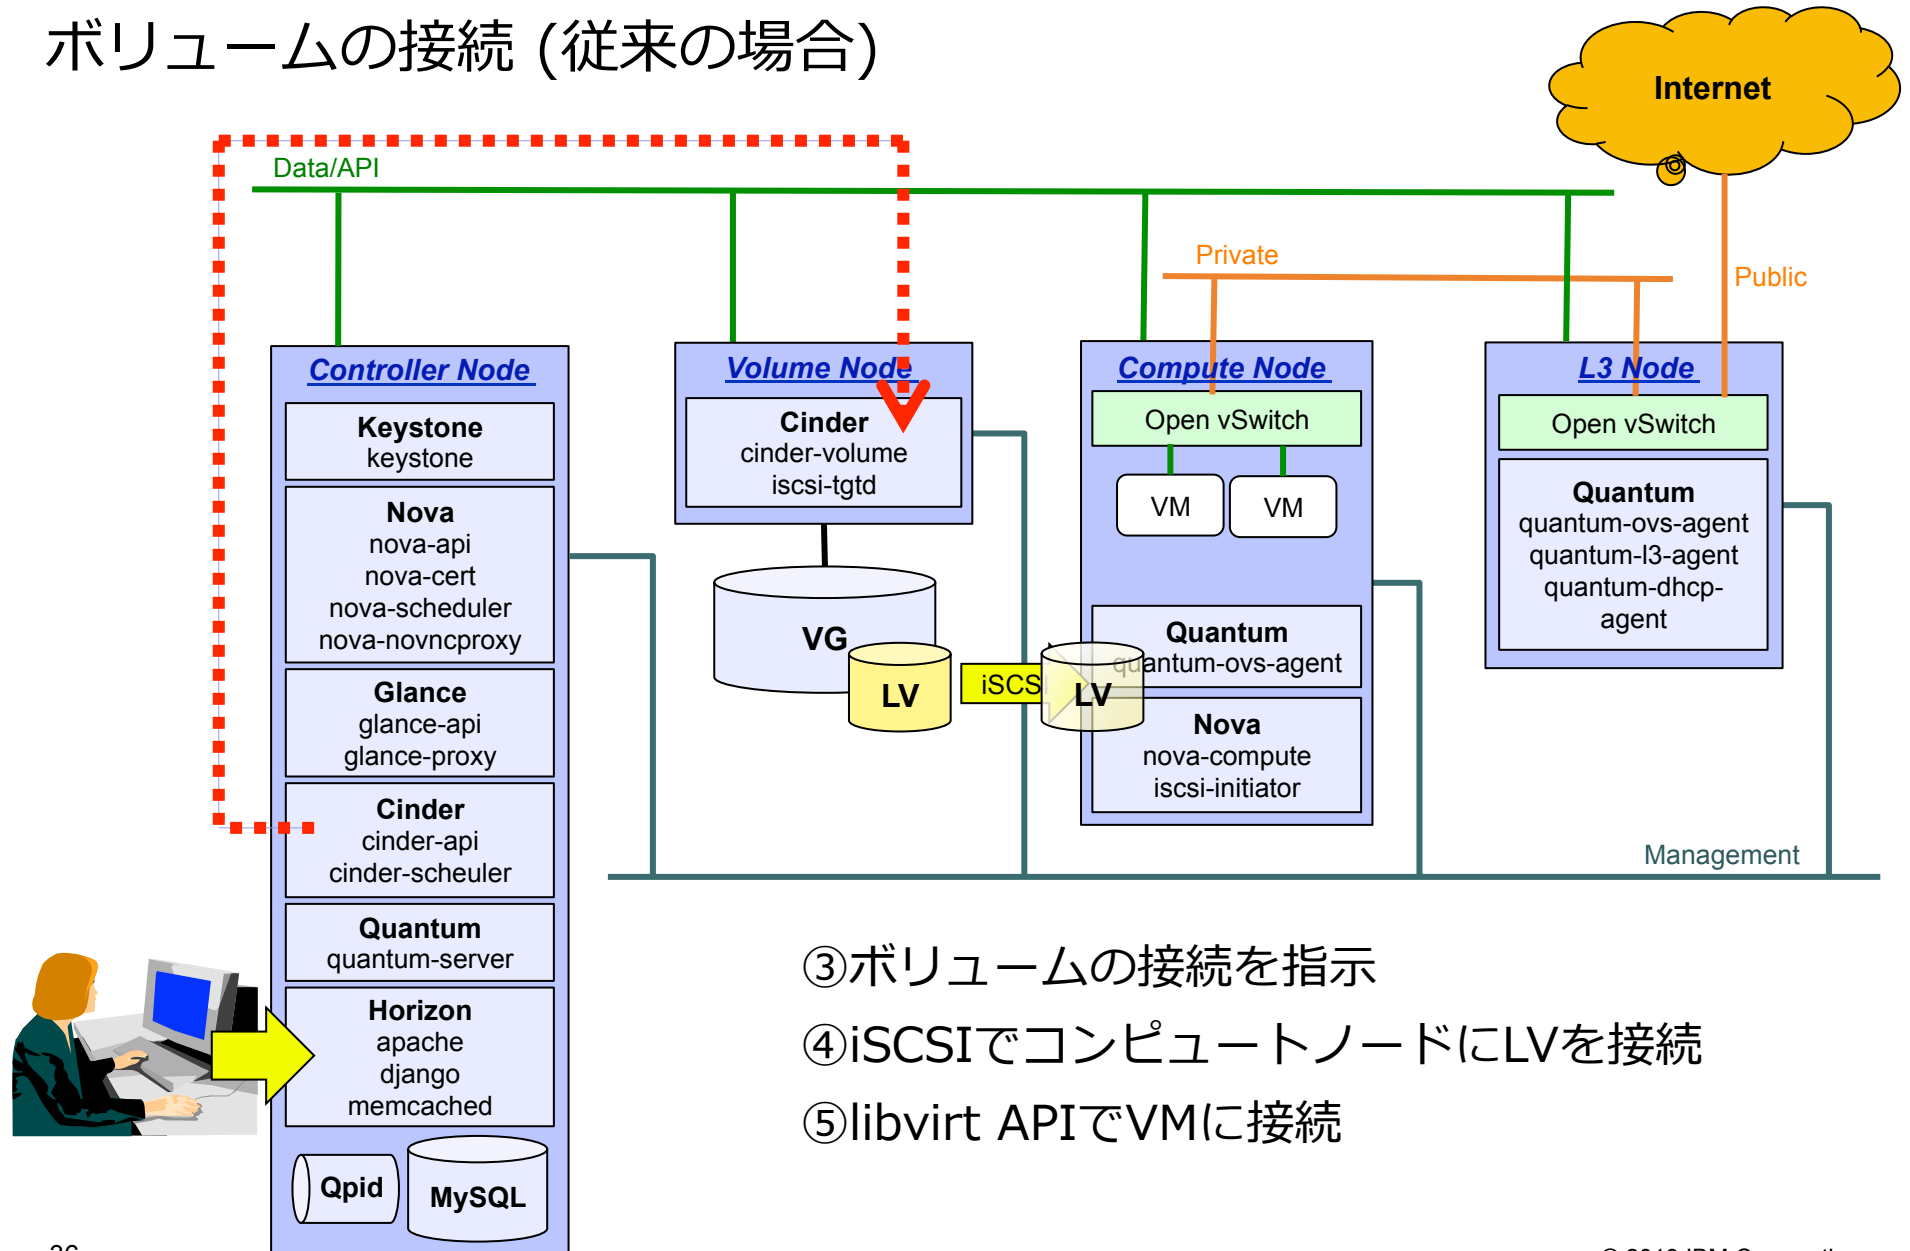 ボリュームの接続 (従来の場合)
Internet
Data/API
Private
Public
Controller Node
Keystone
keystone
Nova
nova-api
nova-cert
nova-scheduler
nova-novncproxy
Glance
glance-api
glance-proxy
Cinder
cinder-api
cinder-scheuler
Quantum
quantum-server
Horizon
apache
django
memcached
Qpid
MySQL
Volume Node
Cinder
cinder-volume
iscsi-tgtd
VG
LV
iSCSI
LV
Compute Node
Open vSwitch
VM
VM
Quantum
quantum-ovs-agent
Nova
nova-compute
iscsi-initiator
L3 Node
Open vSwitch
Quantum
quantum-ovs-agent
quantum-l3-agent
quantum-dhcp-
agent
Management
③ボリュームの接続を指示
④iSCSIでコンピュートノードにLVを接続
⑤libvirt APIでVMに接続